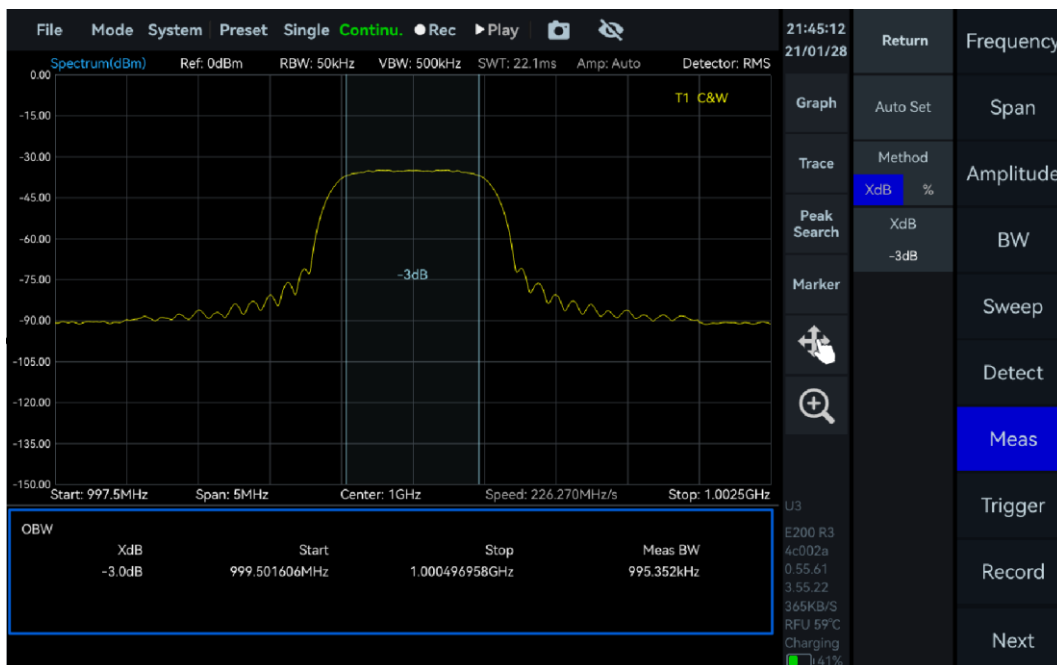 File Mode System Preset Single Continu. Rec Play
21:45:12
21/01/28
Return
Frequency
Spectrum(dBm) Ref: 0dBm RBW: 50kHz VBW: 500kHz SWT: 22.1ms Amp: Auto Detector: RMS
0.00
T1 C&W
-15.00
-30.00
-45.00
-60.00
-75.00
-3dB
-90.00
-105.00
-120.00
-135.00
-150.00
Start: 997.5MHz Span: 5MHz Center: 1GHz Speed: 226.270MHz/s Stop: 1.0025GHz
OBW
XdB Start Stop Meas BW
-3.0dB 999.501606MHz 1.000496958GHz 995.352kHz
Graph
Trace
Peak
Search
Marker
U3
E200 R3
4c002a
0.55.61
3.55.22
365KB/S
RFU 59℃
Charging
41%
Auto Set
Method
XdB %
XdB
-3dB
Span
Amplitude
BW
Sweep
Detect
Meas
Trigger
Record
Next